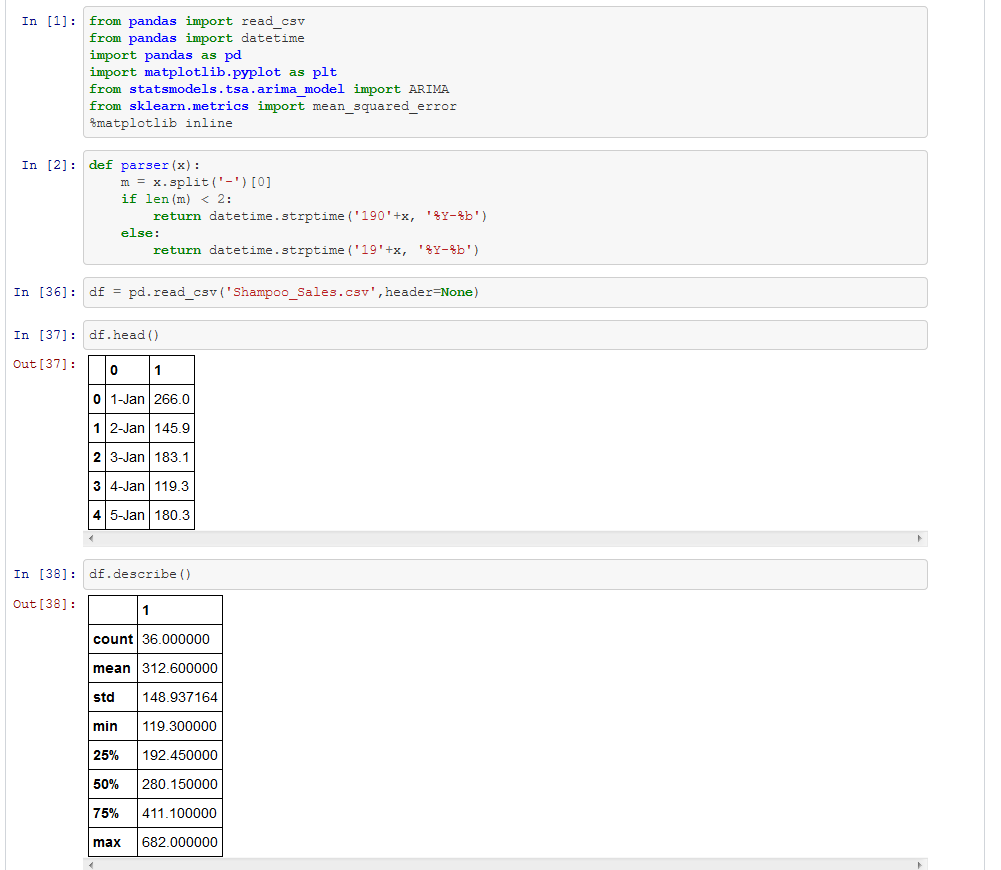 In [1]: from pandas import read_csv
from pandas import datetime
import pandas as pd
import matplotlib.pyplot as plt
from statsmodels.tsa.arima_model import ARIMA
from sklearn.metrics import mean_squared_error
%matplotlib inline
In [2]: def parser(x):
    m = x.split('-')[0]
    if len(m) < 2:
        return datetime.strptime('190'+x, '%Y-%b')
    else:
        return datetime.strptime('19'+x, '%Y-%b')
In [36]: df = pd.read_csv('Shampoo_Sales.csv',header=None)
In [37]: df.head()
Out[37]:
0 1
0 1-Jan 266.0
1 2-Jan 145.9
2 3-Jan 183.1
3 4-Jan 119.3
4 5-Jan 180.3
In [38]: df.describe()
Out[38]:
1
count 36.000000
mean 312.600000
std 148.937164
min 119.300000
25% 192.450000
50% 280.150000
75% 411.100000
max 682.000000